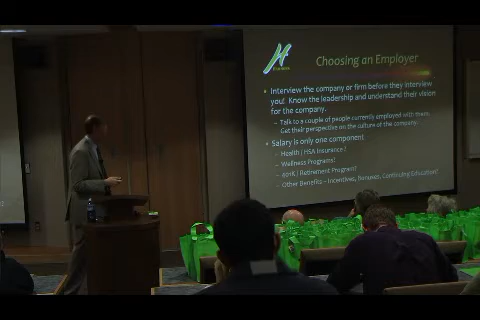 Choosing an Employer
Interview the company or firm before they interview
you! Know the leadership and understand their vision
for the company.
Talk to a couple of people currently employed with them.
Get their perspective on the culture of the company.
Salary is only one component
Health | HSA Insurance?
Wellness Programs?
401K | Retirement Program?
Other Benefits – Incentives, Bonuses, Continuing Education?